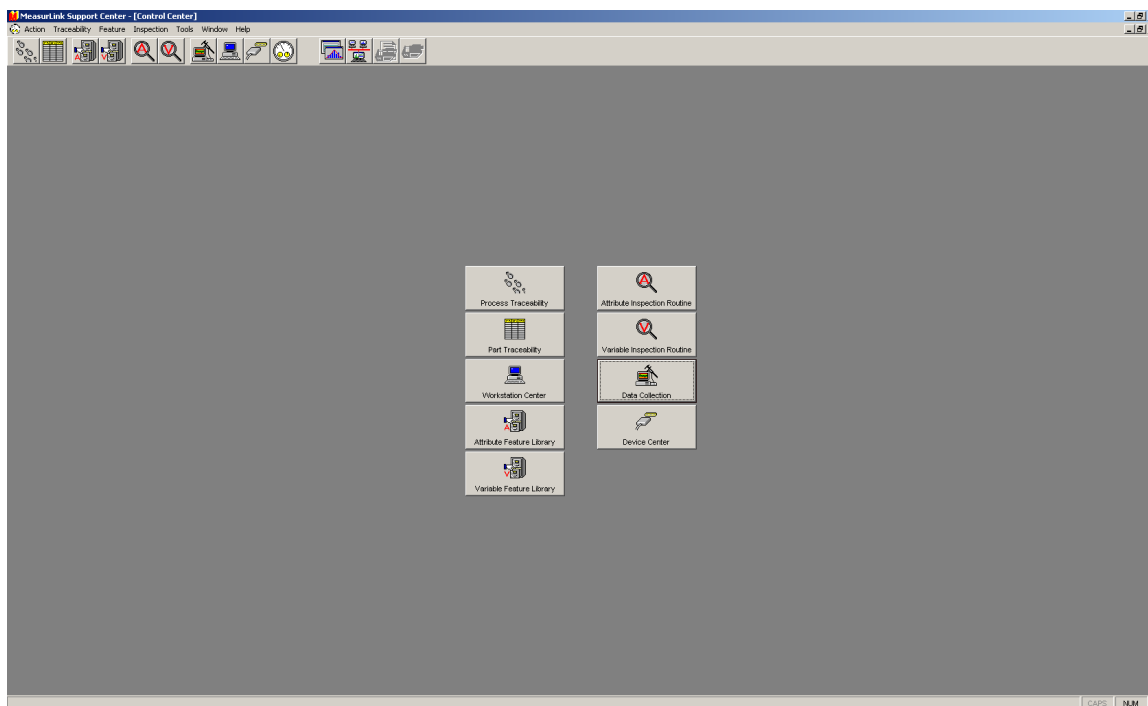 MeasurLink Support Center - [Control Center]
Action Traceability Feature Inspection Tools Window Help
Process Traceability
Attribute Inspection Routine
Part Traceability
Variable Inspection Routine
Workstation Center
Data Collection
Attribute Feature Library
Device Center
Variable Feature Library
CAPS NUM